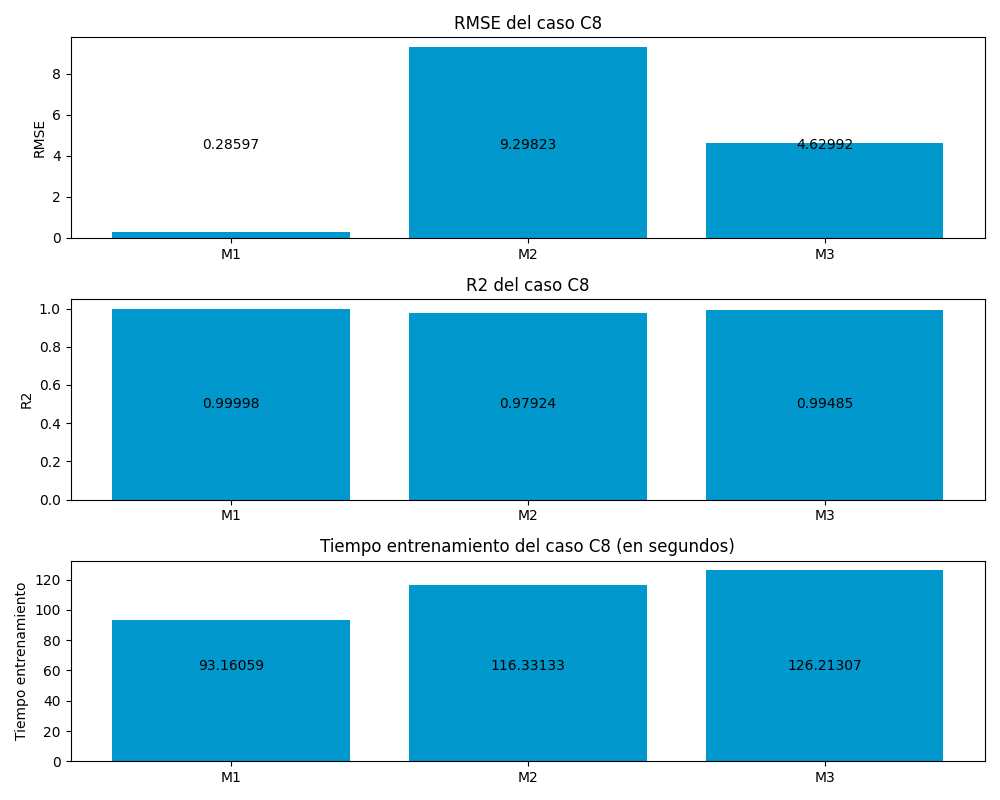 RMSE del caso C8
RMSE
8
6
4
2
0
0.28597
9.29823
4.62992
M1
M2
M3
R2 del caso C8
R2
1.0
0.8
0.6
0.4
0.2
0.0
0.99998
0.97924
0.99485
M1
M2
M3
Tiempo entrenamiento del caso C8 (en segundos)
Tiempo entrenamiento
120
100
80
60
40
20
0
93.16059
116.33133
126.21307
M1
M2
M3